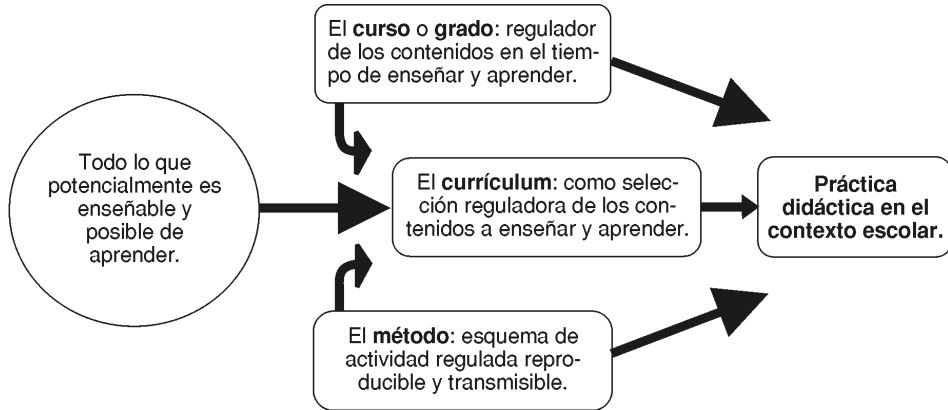 El curso o grado: regulador
de los contenidos en el tiem-
po de enseñar y aprender.
Todo lo que
potencialmente es
enseñable y
posible de
aprender.
El currículum: como selec-
ción reguladora de los con-
tenidos a enseñar y aprender.
Práctica
didáctica en el
contexto escolar.
El método: esquema de
actividad regulada repro-
ducible y transmisible.